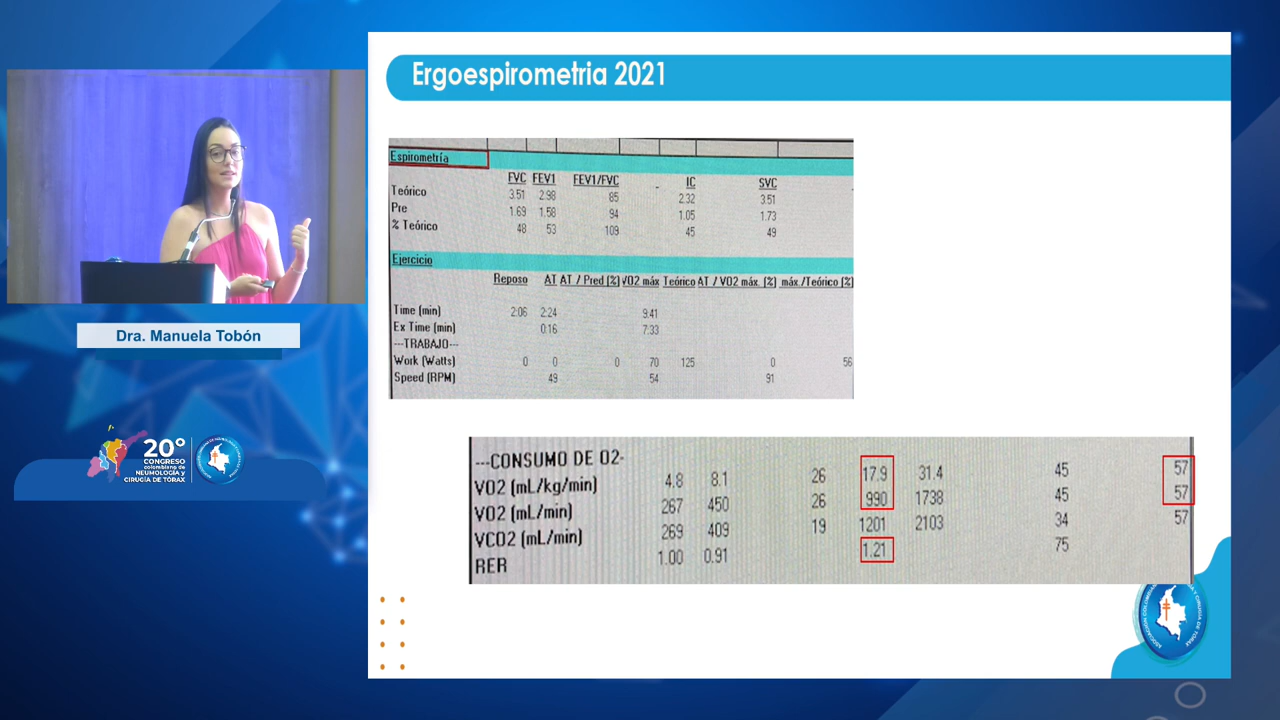 Ergoespirometria 2021
Espirometría
FVC FEV1 FEV1/FVC IC SVC
Teórico 3.51 2.98 85 2.32 3.51
Pre 1.69 1.58 94 1.05 1.73
% Teórico 48 53 109 45 49
Ejercicio
Reposo AT AT / Pred (%) VO2 máx Teórico AT / VO2 máx. (%) máx./Teórico (%)
Time (min) 2:06 2:24 9:41
Ex Time (min) 0:16 7:33
---TRABAJO---
Work (Watts) 0 0 0 70 125 0 56
Speed (RPM) 49 54 91
---CONSUMO DE O2-
VO2 (mL/kg/min) 4.8 8.1 26 17.9 31.4 45 57
VO2 (mL/min) 267 450 26 990 1738 45 57
VCO2 (mL/min) 269 409 19 1201 2103 34 57
RER 1.00 0.91 1.21 75
Dra. Manuela Tobón
20°
CONGRESO
colombiano de
NEUMOLOGÍA y
CIRUGÍA DE TÓRAX